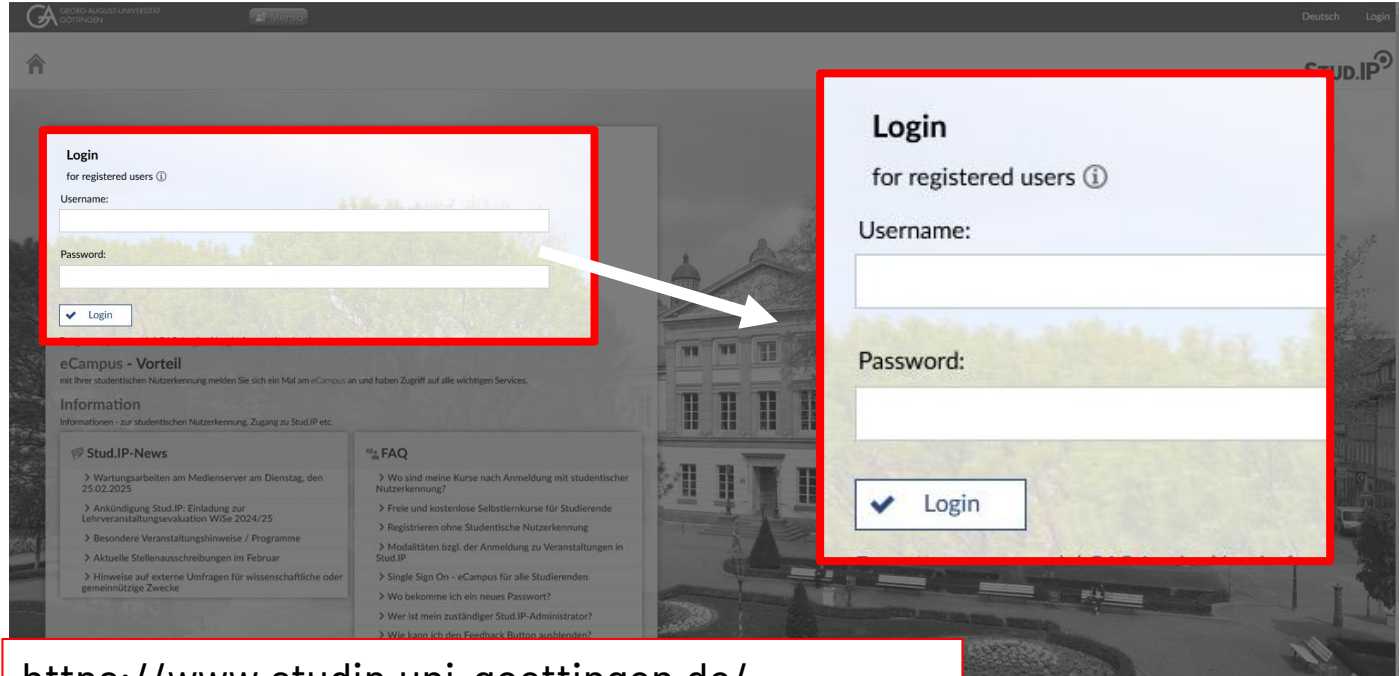 GEORG-AUGUST-UNIVERSITÄT
GÖTTINGEN
Mensa
Deutsch Login
STUD.IP
Login
for registered users
Username:
Password:
Login
eCampus - Vorteil
mit Ihrer studentischen Nutzerkennung melden Sie sich ein Mal am eCampus an und haben Zugriff auf alle wichtigen Services.
Information
Informationen - zur studentischen Nutzerkennung, Zugang zu Stud.IP etc.
Stud.IP-News
Wartungsarbeiten am Medienserver am Dienstag, den
25.02.2025
Ankündigung Stud.IP: Einladung zur
Lehrveranstaltungsevaluation WiSe 2024/25
Besondere Veranstaltungshinweise / Programme
Aktuelle Stellenausschreibungen im Februar
Hinweise auf externe Umfragen für wissenschaftliche oder
gemeinnützige Zwecke
FAQ
Wo sind meine Kurse nach Anmeldung mit studentischer
Nutzerkennung?
Freie und kostenlose Selbstlernkurse für Studierende
Registrieren ohne Studentische Nutzerkennung
Modalitäten bzgl. der Anmeldung zu Veranstaltungen in
Stud.IP
Single Sign On - eCampus für alle Studierenden
Wo bekomme ich ein neues Passwort?
Wer ist mein zuständiger Stud.IP-Administrator?
Wie kann ich den Feedback Button ausblenden?
Login
for registered users
Username:
Password:
Login
https://www.studip.uni-goettingen.de/